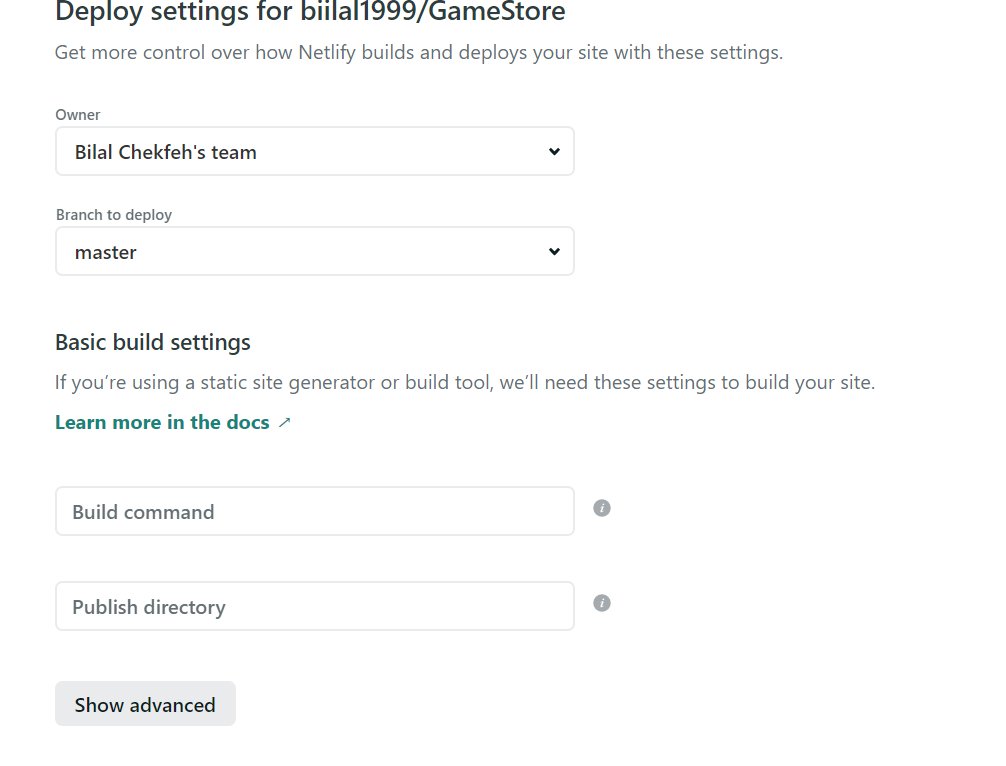 Deploy settings for biilal1999/GameStore
Get more control over how Netlify builds and deploys your site with these settings.
Owner
Bilal Chekfeh's team
Branch to deploy
master
Basic build settings
If you’re using a static site generator or build tool, we’ll need these settings to build your site.
Learn more in the docs ↗
Build command
i
Publish directory
i
Show advanced